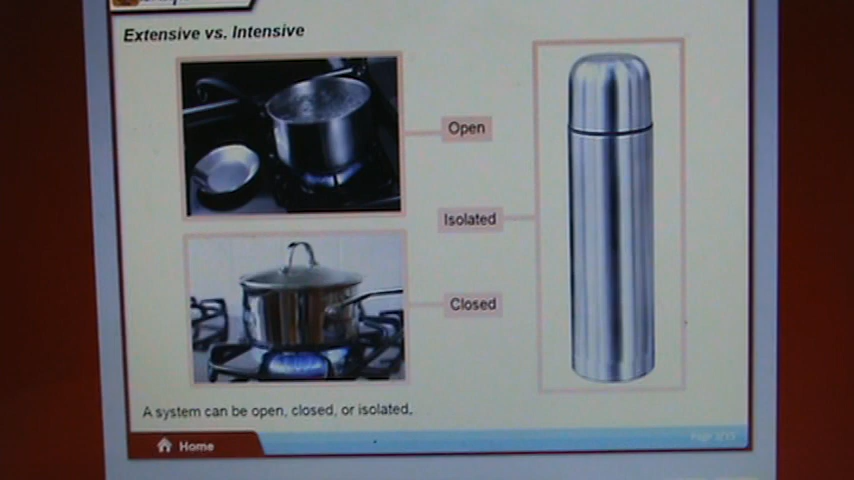 Extensive vs. Intensive
Open
Isolated
Closed
A system can be open, closed, or isolated.
Home